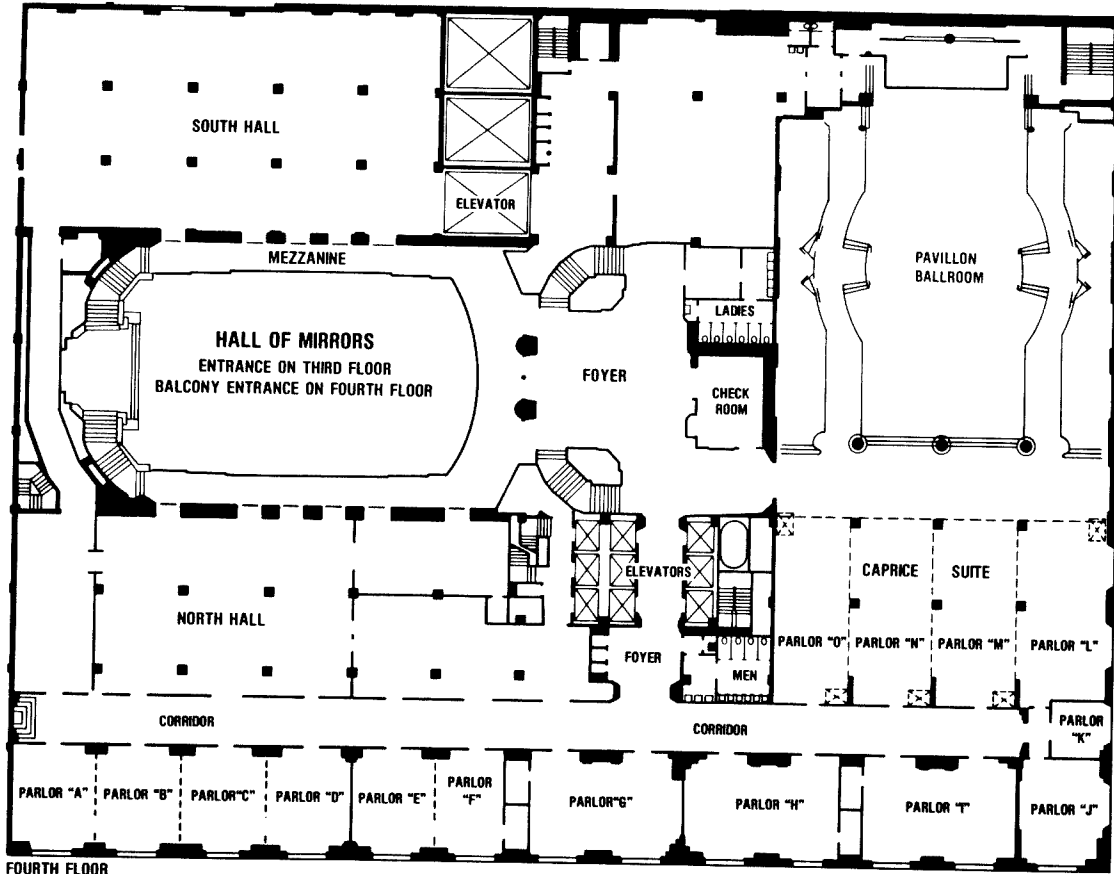 SOUTH HALL
ELEVATOR
MEZZANINE
PAVILLON
BALLROOM
HALL OF MIRRORS
ENTRANCE ON THIRD FLOOR
BALCONY ENTRANCE ON FOURTH FLOOR
LADIES
FOYER
CHECK
ROOM
ELEVATORS
CAPRICE SUITE
NORTH HALL
FOYER
MEN
PARLOR "O"
PARLOR "N"
PARLOR "M"
PARLOR "L"
CORRIDOR
CORRIDOR
PARLOR
"K"
PARLOR "A"
PARLOR "B"
PARLOR"C"
PARLOR "D"
PARLOR "E"
PARLOR
"F"
PARLOR"G"
PARLOR "H"
PARLOR "I"
PARLOR "J"
FOURTH FLOOR